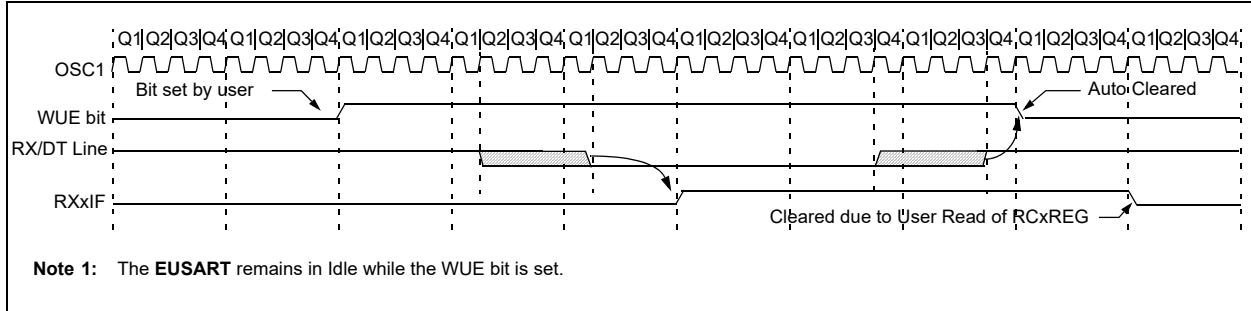 Q1|Q2|Q3|Q4 Q1|Q2|Q3|Q4 Q1|Q2|Q3|Q4 Q1|Q2|Q3|Q4 Q1|Q2|Q3|Q4 Q1|Q2|Q3|Q4 Q1|Q2|Q3|Q4 Q1|Q2|Q3|Q4 Q1|Q2|Q3|Q4 Q1|Q2|Q3|Q4
OSC1
Bit set by user
Auto Cleared
WUE bit
RX/DT Line
RXxIF
Cleared due to User Read of RCxREG
Note 1: The EUSART remains in Idle while the WUE bit is set.